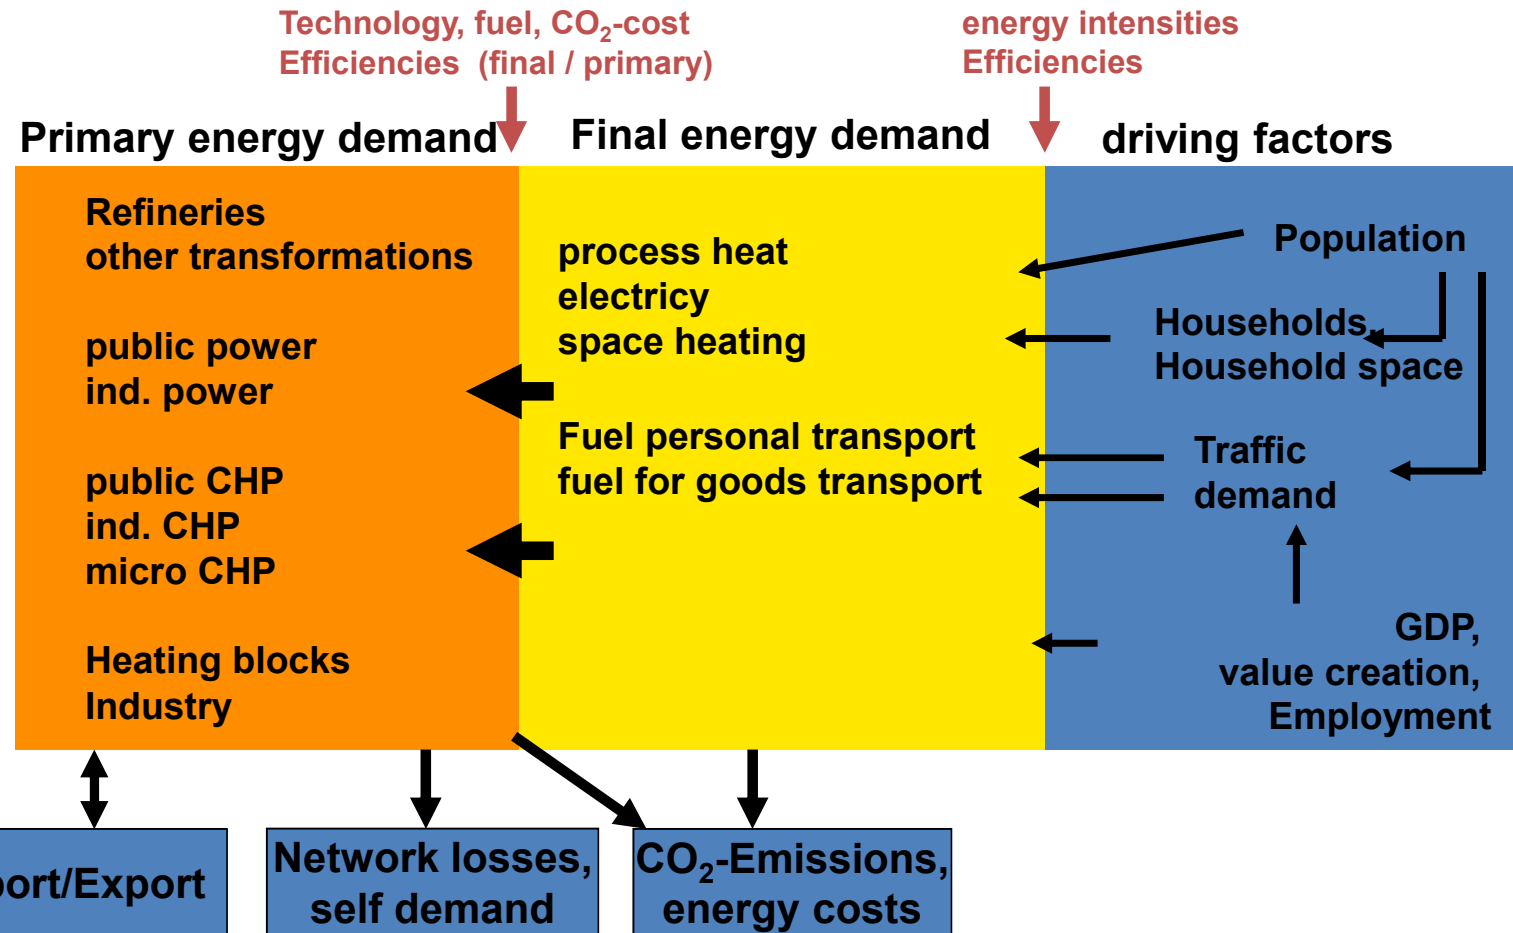 Technology, fuel, CO₂-cost
Efficiencies (final / primary)
energy intensities
Efficiencies
Primary energy demand
Final energy demand
driving factors
Refineries
other transformations
public power
ind. power
public CHP
ind. CHP
micro CHP
Heating blocks
Industry
process heat
electricy
space heating
Fuel personal transport
fuel for goods transport
Population
Households,
Household space
Traffic
demand
GDP,
value creation,
Employment
port/Export
Network losses,
self demand
CO₂-Emissions,
energy costs